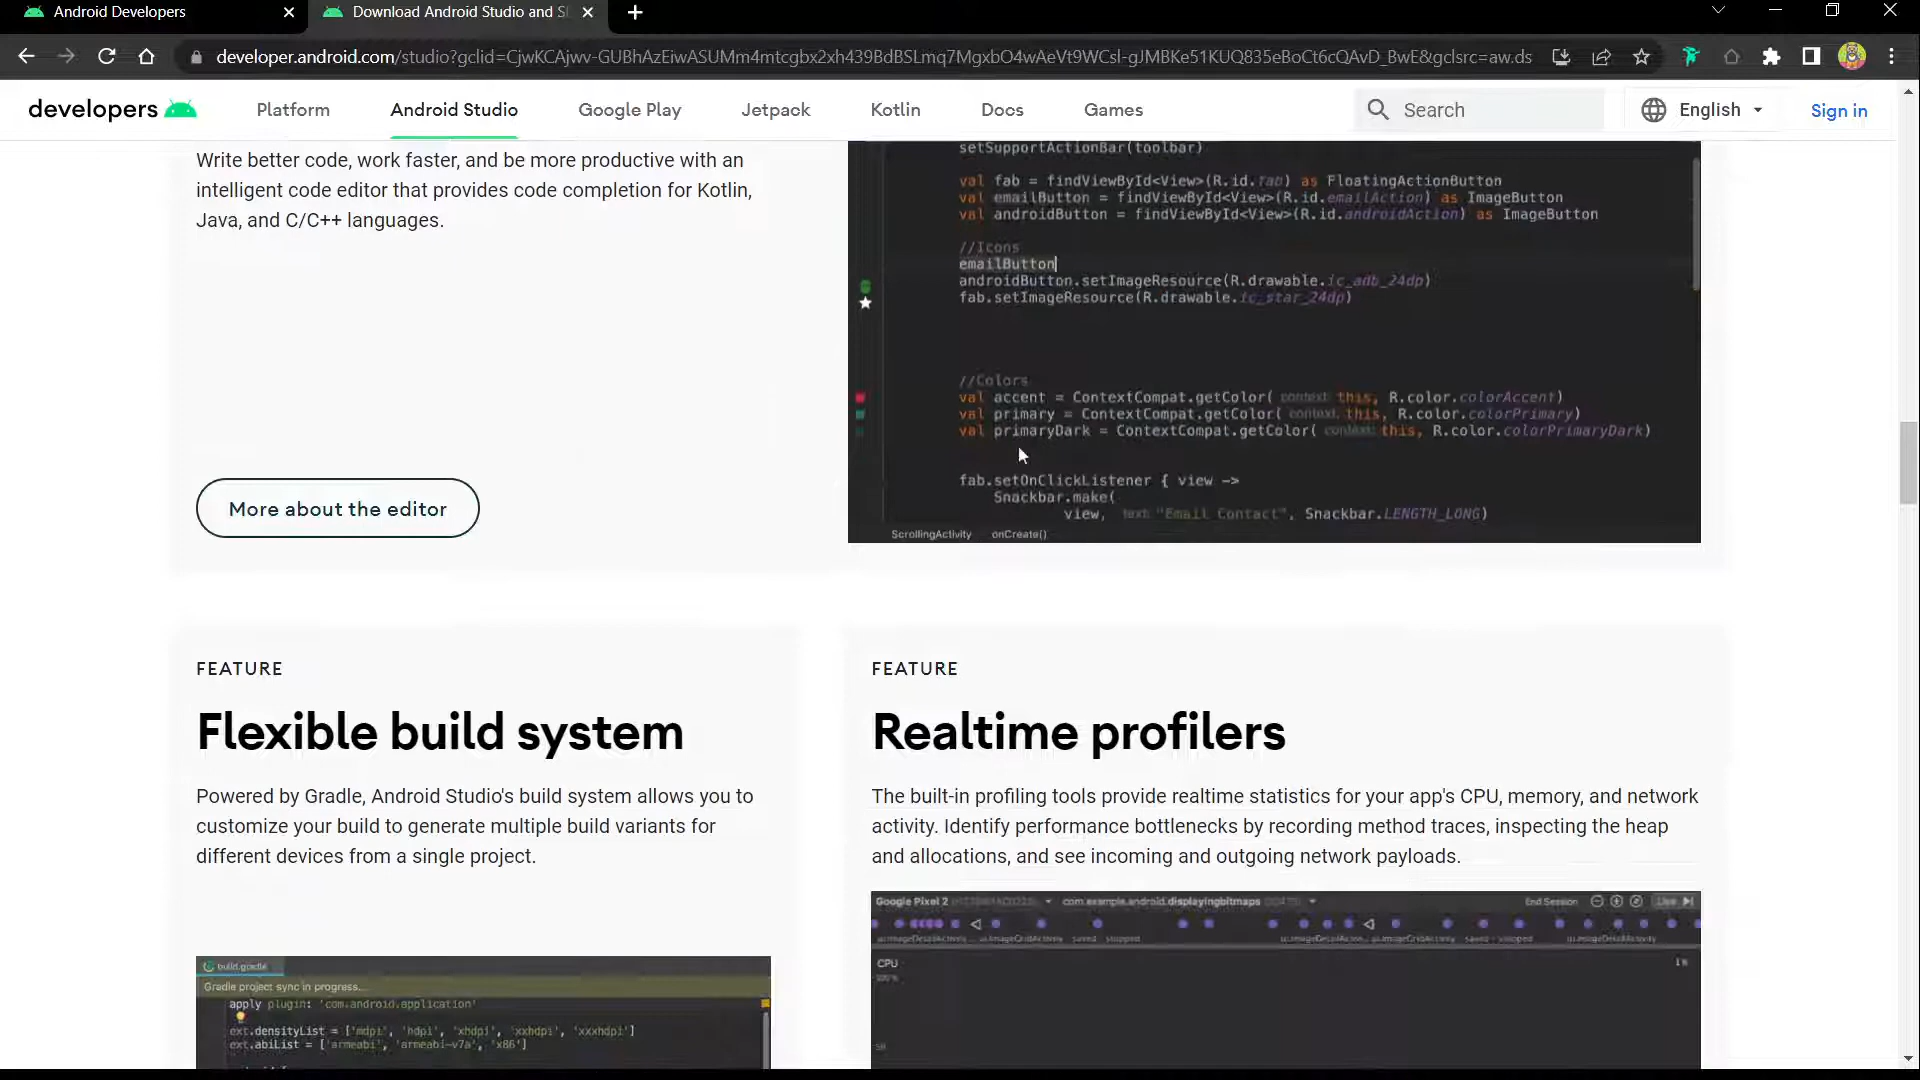 Android Developers
Download Android Studio and S
developer.android.com/studio?gclid=CjwKCAjwv-GUBhAzEiwASUMm4mtcgbx2xh439BdBSLmq7MgxbO4wAeVt9WCsl-gJMBKe51KUQ835eBoCt6cQAvD_BwE&gclsrc=aw.ds
developers
Platform
Android Studio
Google Play
Jetpack
Kotlin
Docs
Games
Search
English
Sign in
Write better code, work faster, and be more productive with an
intelligent code editor that provides code completion for Kotlin,
Java, and C/C++ languages.
More about the editor
setSupportActionBar(toolbar)
val fab = findViewById<View>(R.id.fab) as FloatingActionButton
val emailButton = findViewById<View>(R.id.emailAction) as ImageButton
val androidButton = findViewById<View>(R.id.androidAction) as ImageButton
//Icons
emailButton
androidButton.setImageResource(R.drawable.ic_adb_24dp)
fab.setImageResource(R.drawable.ic_star_24dp)
//Colors
val accent = ContextCompat.getColor( context: this, R.color.colorAccent)
val primary = ContextCompat.getColor( context: this, R.color.colorPrimary)
val primaryDark = ContextCompat.getColor( context: this, R.color.colorPrimaryDark)
fab.setOnClickListener { view ->
Snackbar.make(
view, text: "Email Contact", Snackbar.LENGTH_LONG)
ScrollingActivity onCreate()
FEATURE
Flexible build system
Powered by Gradle, Android Studio's build system allows you to
customize your build to generate multiple build variants for
different devices from a single project.
build.gradle
Gradle project sync in progress...
apply plugin: 'com.android.application'
ext.densityList = ['mdpi', 'hdpi', 'xhdpi', 'xxhdpi', 'xxxhdpi']
ext.abiList = ['armeabi', 'armeabi-v7a', 'x86']
FEATURE
Realtime profilers
The built-in profiling tools provide realtime statistics for your app's CPU, memory, and network
activity. Identify performance bottlenecks by recording method traces, inspecting the heap
and allocations, and see incoming and outgoing network payloads.
Google Pixel 2
com.example.android.displayingbitmaps
End Session
Live
saved - stopped
CPU
1%
100%
50